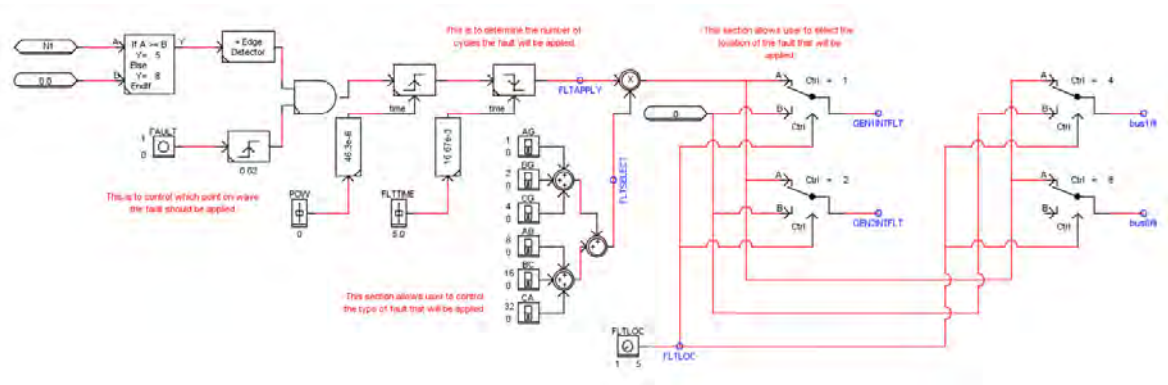 This is to determine the number of
cycles the fault will be applied.
This section allows user to select the
location of the fault that will be
applied
N1
A
If A >= B
Y= 5
Else
Y= 8
EndIf
Y
B
0.0
+ Edge
Detector
FAULT
1
0
0.02
This is to control which point on wave
the fault should be applied
time
46.3e-6
POW
0
time
16.67e-3
FLTTIME
5.0
FLTAPPLY
X
FLTSELECT
AG
1
0
BG
2
0
CG
4
0
AB
8
0
BC
16
0
CA
32
0
This section allows user to control
the type of fault that will be applied
0
A
Ctrl = 1
B
Ctrl
GEN1INTFLT
A
Ctrl = 2
B
Ctrl
A
Ctrl = 4
B
Ctrl
A
B
Ctrl
FLTLOC
1 5
FLTLOC